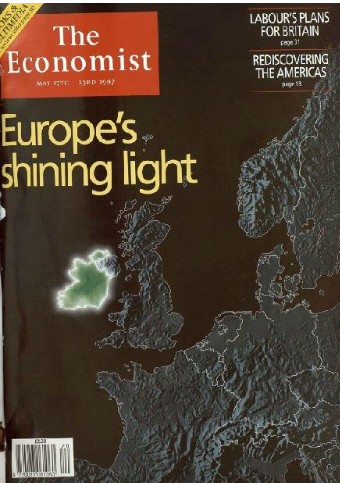 The
Economist
MAY 17TH 23RD 1997
LABOUR'S PLANS
FOR BRITAIN
page 31
REDISCOVERING
THE AMERICAS
page 13
Europe's
shining light